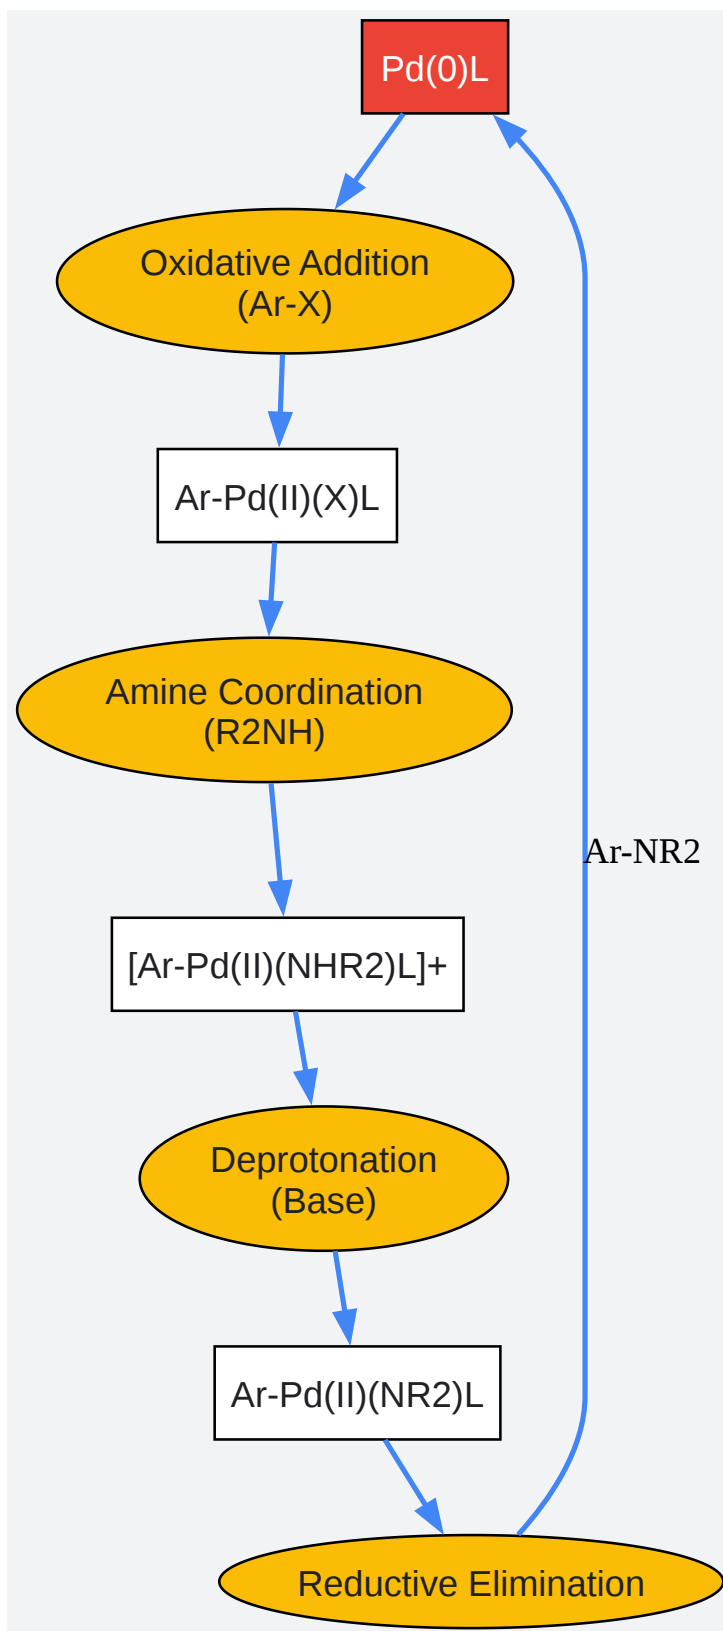 Pd(0)L
Oxidative Addition
(Ar-X)
Ar-Pd(II)(X)L
Amine Coordination
(R2NH)
Ar-NR2
[Ar-Pd(II)(NHR2)L]+
Deprotonation
(Base)
Ar-Pd(II)(NR2)L
Reductive Elimination